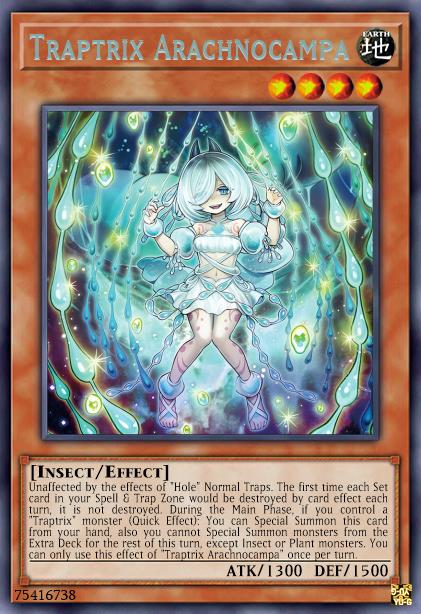 TRAPTRIX ARACHNOCAMPA
EARTH
地
[INSECT/EFFECT]
Unaffected by the effects of "Hole" Normal Traps. The first time each Set
card in your Spell & Trap Zone would be destroyed by card effect each
turn, it is not destroyed. During the Main Phase, if you control a
"Traptrix" monster (Quick Effect): You can Special Summon this card
from your hand, also you cannot Special Summon monsters from the
Extra Deck for the rest of this turn, except Insect or Plant monsters. You
can only use this effect of "Traptrix Arachnocampa" once per turn.
ATK/1300 DEF/1500
75416738